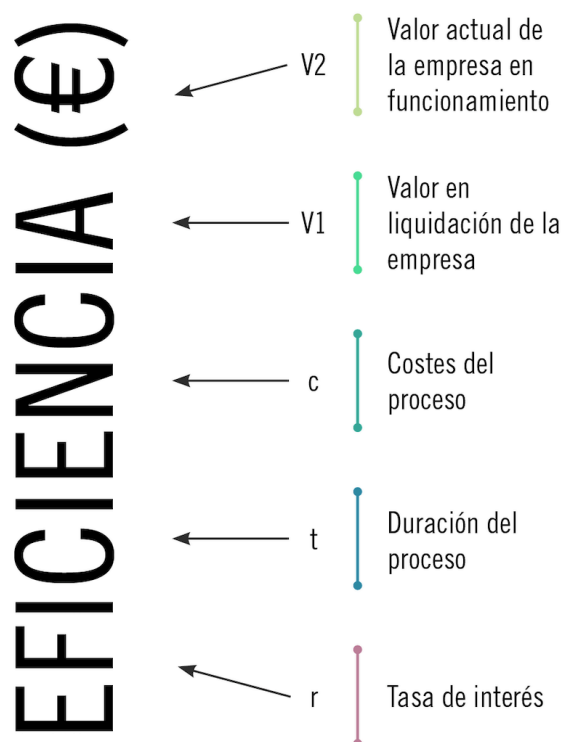 EFICIENCIA (€)
V2
Valor actual de
la empresa en
funcionamiento
V1
Valor en
liquidación de la
empresa
c
Costes del
proceso
t
Duración del
proceso
r
Tasa de interés